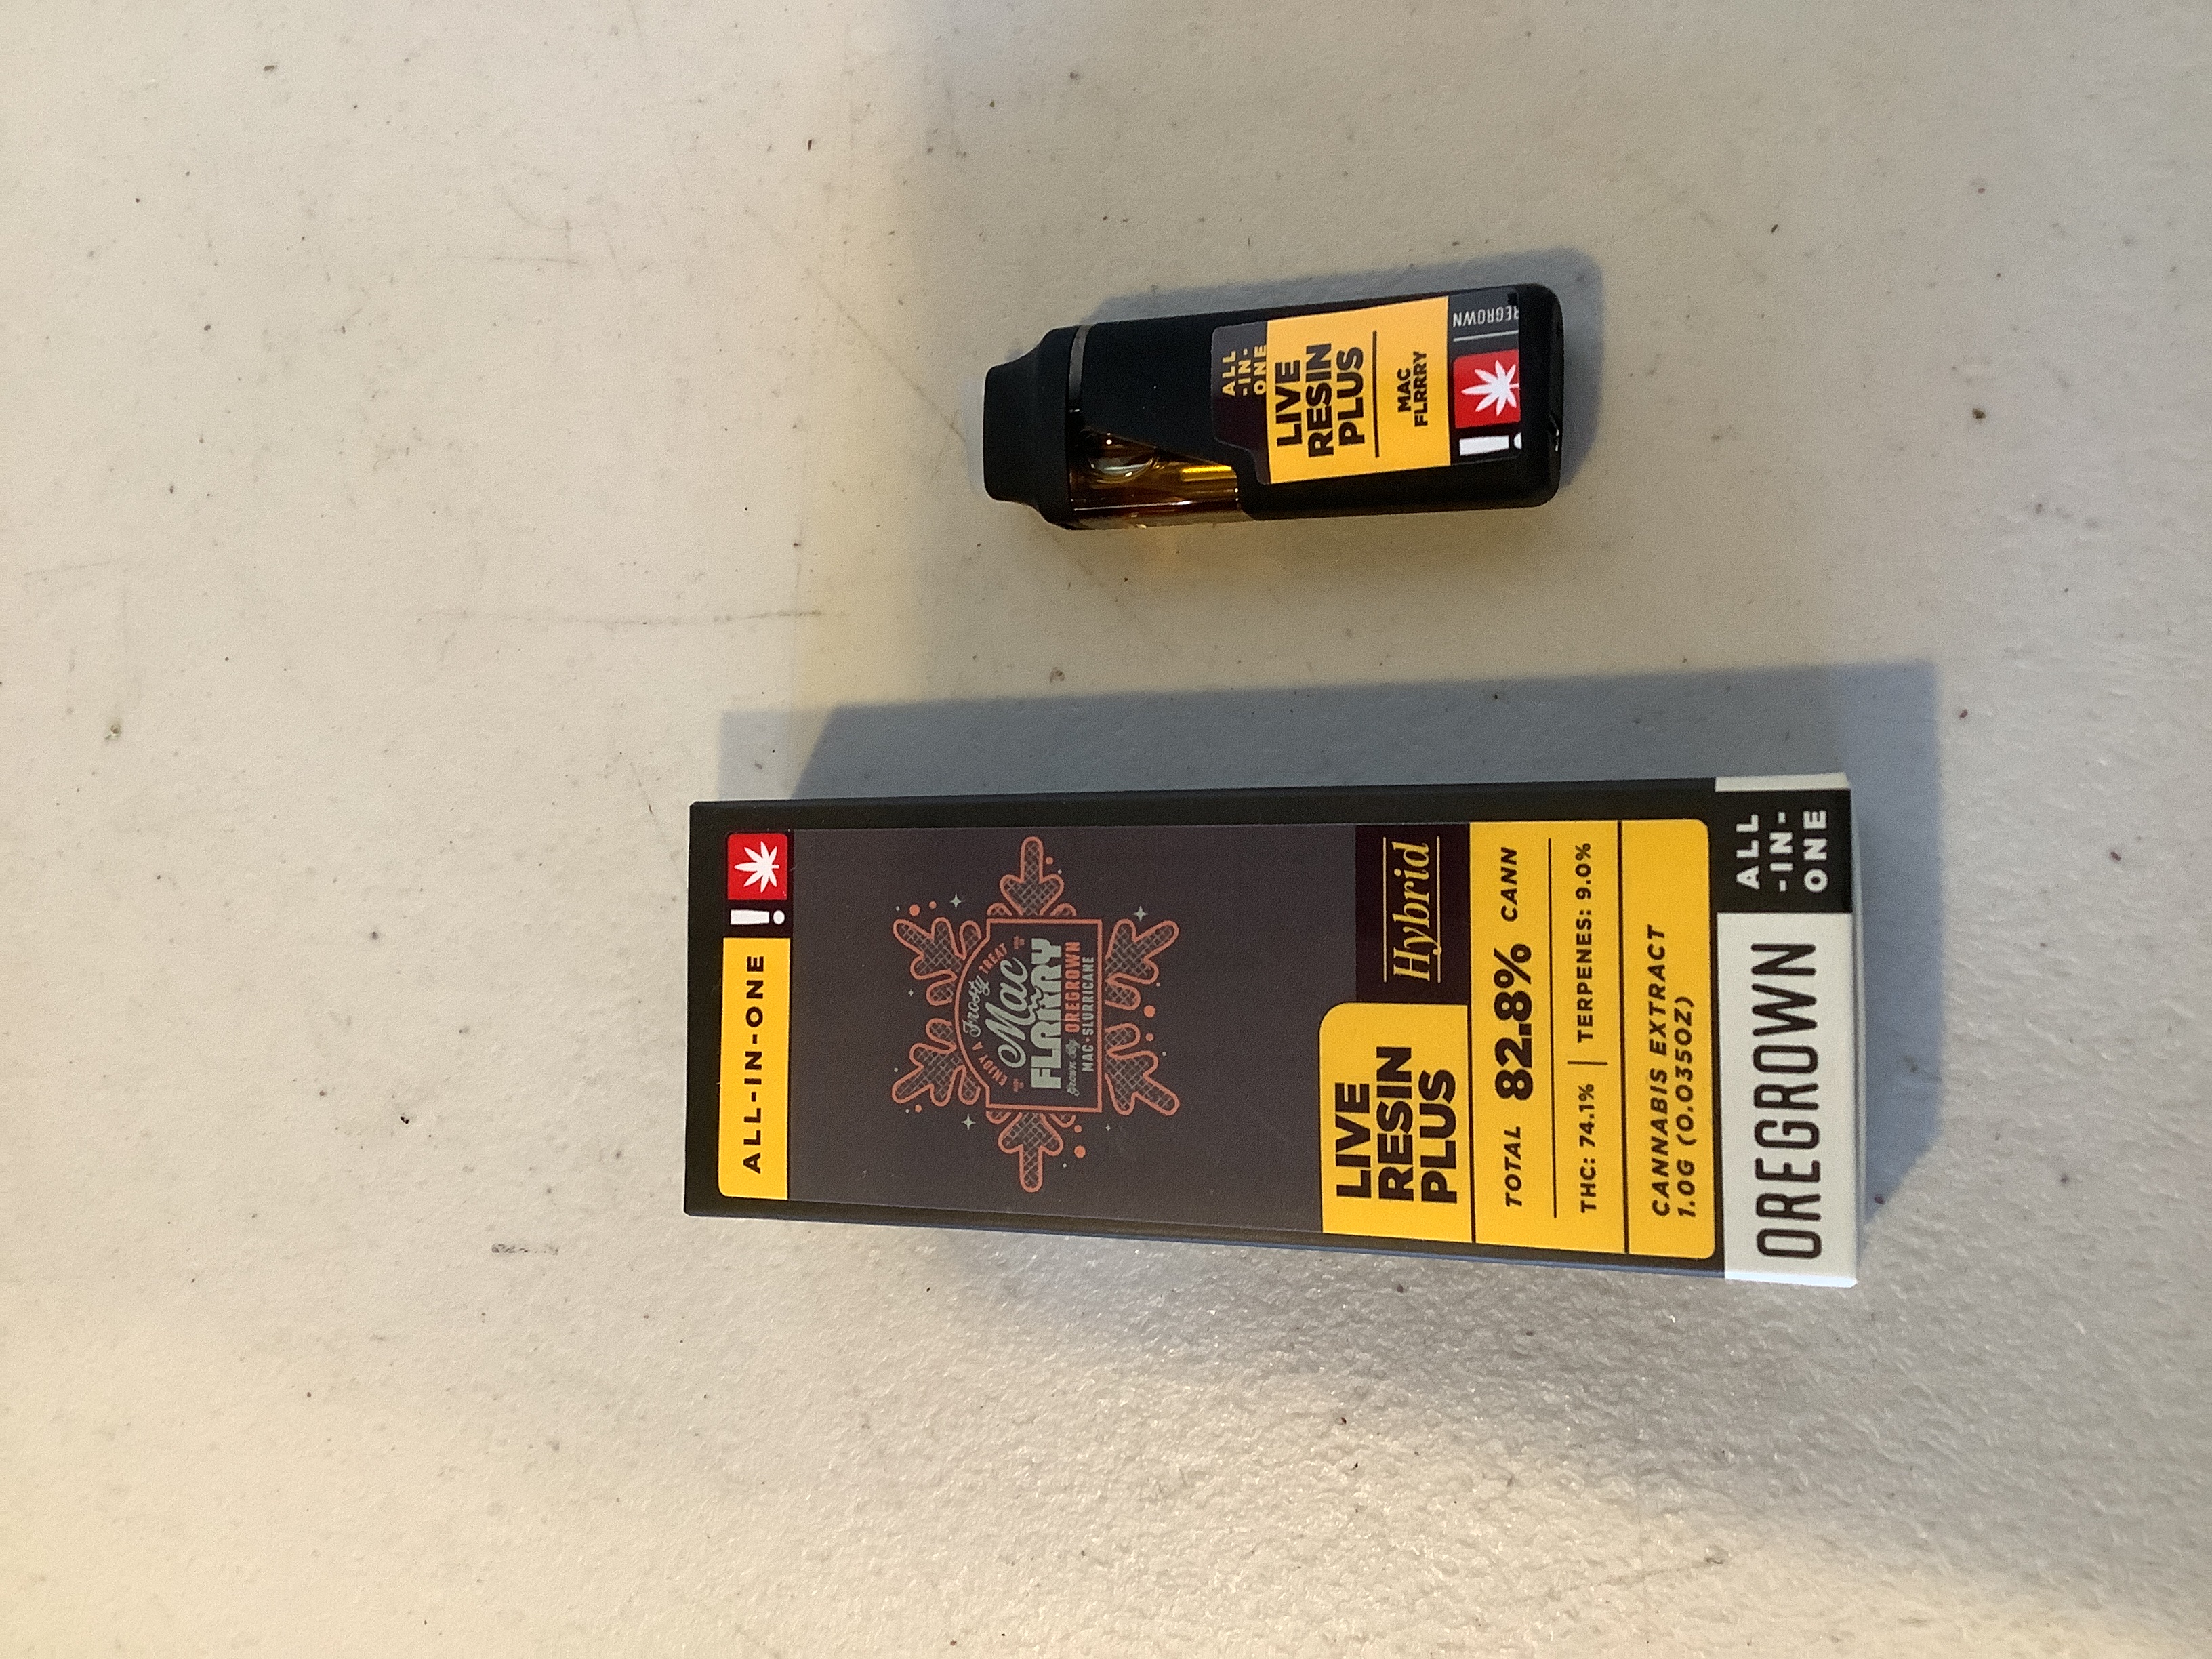 ALL-IN-ONE
ENJOY A Frosty TREAT
Mac
FLRRRY
Grown By OREGROWN
MAC • SLURRICANE
Hybrid
LIVE
RESIN
PLUS
TOTAL 82.8% CANN
THC: 74.1% | TERPENES: 9.0%
CANNABIS EXTRACT
1.0G (0.035OZ)
OREGROWN
ALL
-IN-
ONE
ALL
-IN-
ONE
LIVE
RESIN
PLUS
MAC
FLRRRY
REGROWN